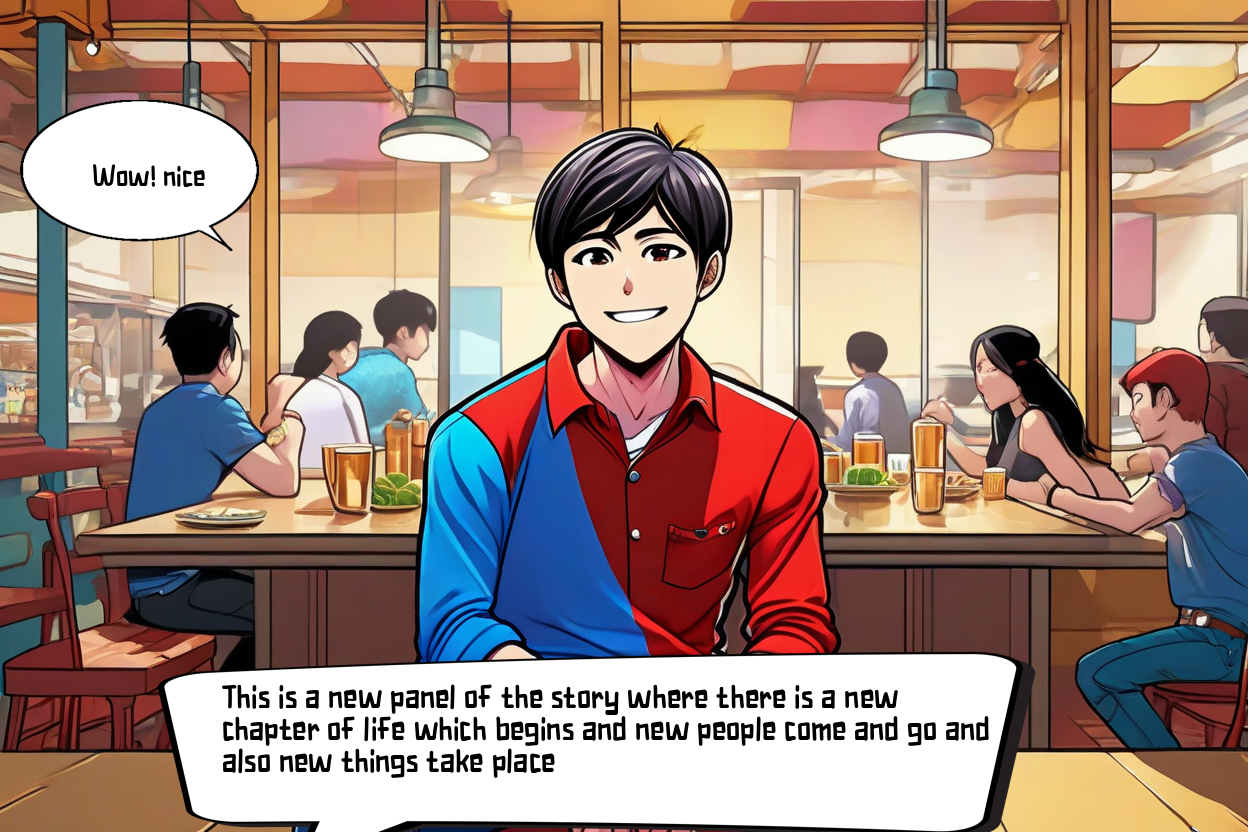 Wow! nice
This is a new panel of the story where there is a new
chapter of life which begins and new people come and go and
also new things take place